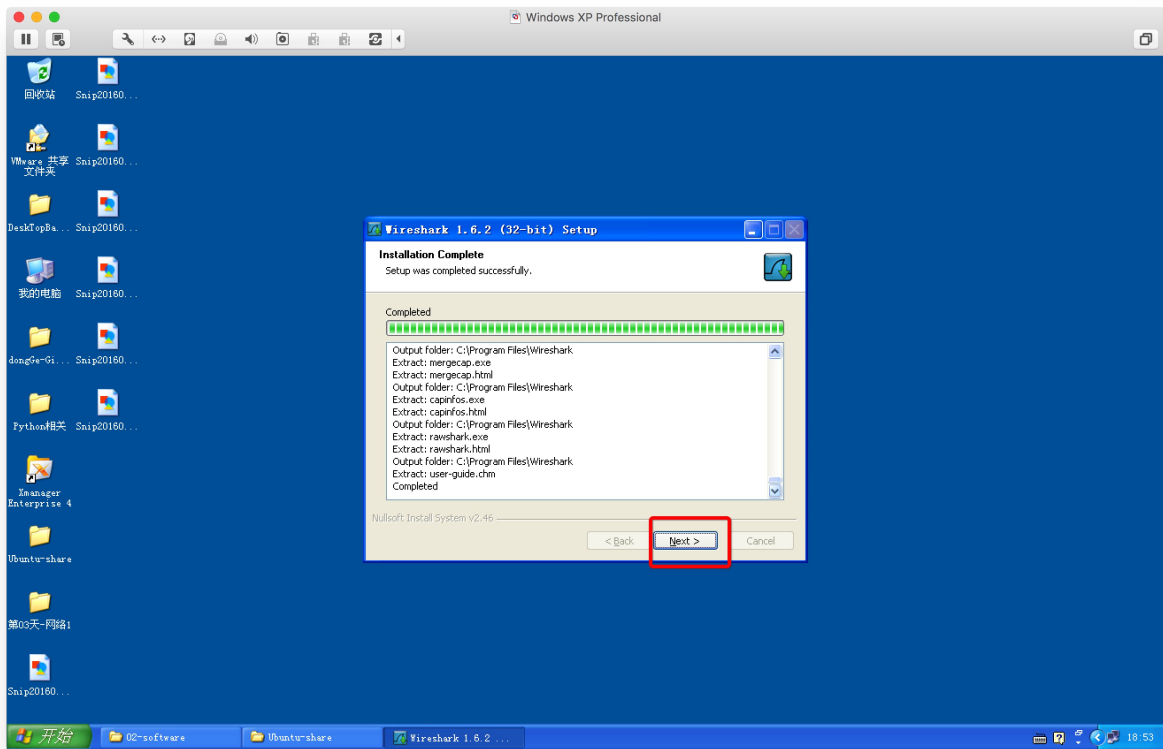 Windows XP Professional
回收站
Snip20160...
VMware 共享
文件夹
Snip20160...
DeskTopBa...
Snip20160...
我的电脑
Snip20160...
dongGe-Gi...
Snip20160...
Python相关
Snip20160...
Xmanager
Enterprise 4
Ubuntu-share
第03天-网络1
Snip20160...
Wireshark 1.6.2 (32-bit) Setup
Installation Complete
Setup was completed successfully.
Completed
Output folder: C:\Program Files\Wireshark
Extract: mergecap.exe
Extract: mergecap.html
Output folder: C:\Program Files\Wireshark
Extract: capinfos.exe
Extract: capinfos.html
Output folder: C:\Program Files\Wireshark
Extract: rawshark.exe
Extract: rawshark.html
Output folder: C:\Program Files\Wireshark
Extract: user-guide.chm
Completed
Nullsoft Install System v2.46
< Back
Next >
Cancel
开始
02-software
Ubuntu-share
Wireshark 1.6.2 ...
18:53